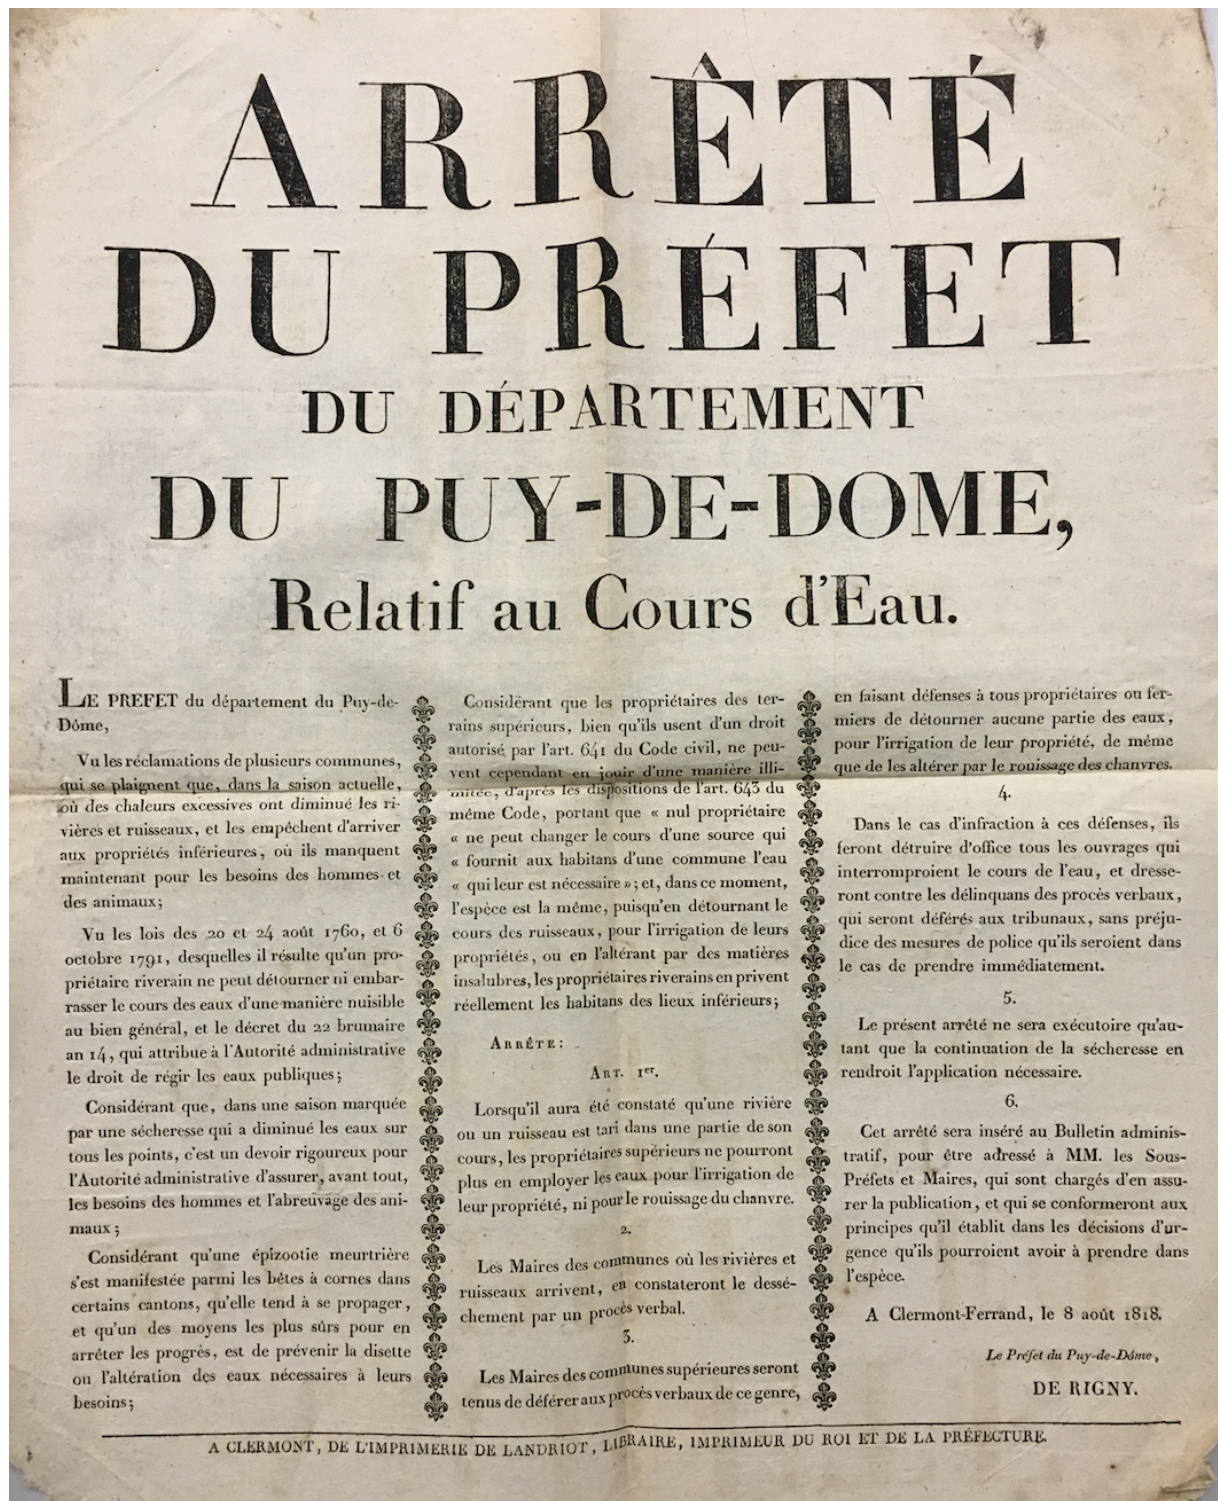 ARRÊTÉ
DU PRÉFET
DU DÉPARTEMENT
DU PUY-DE-DOME,
Relatif au Cours d'Eau.
LE PREFET du département du Puy-de-
Dôme,
Vu les réclamations de plusieurs communes,
qui se plaignent que, dans la saison actuelle,
où des chaleurs excessives ont diminué les ri-
vières et ruisseaux, et les empêchent d'arriver
aux propriétés inférieures, où ils manquent
maintenant pour les besoins des hommes et
des animaux;
Vu les lois des 20 et 24 août 1760, et 6
octobre 1791, desquelles il résulte qu'un pro-
priétaire riverain ne peut détourner ni embar-
rasser le cours des eaux d'une manière nuisible
au bien général, et le décret du 22 brumaire
an 14, qui attribue à l'Autorité administrative
le droit de régir les eaux publiques;
Considérant que, dans une saison marquée
par une sécheresse qui a diminué les eaux sur
tous les points, c'est un devoir rigoureux pour
l'Autorité administrative d'assurer, avant tout,
les besoins des hommes et l'abreuvage des ani-
maux;
Considérant qu'une épizootie meurtrière
s'est manifestée parmi les bêtes à cornes dans
certains cantons, qu'elle tend à se propager,
et qu'un des moyens les plus sûrs pour en
arrêter les progrès, est de prévenir la disette
ou l'altération des eaux nécessaires à leurs
besoins;
Considérant que les propriétaires des ter-
rains supérieurs, bien qu'ils usent d'un droit
autorisé par l'art. 641 du Code civil, ne peu-
vent cependant en jouir d'une manière illi-
mitée, d'après les dispositions de l'art. 643 du
même Code, portant que « nul propriétaire
« ne peut changer le cours d'une source qui
« fournit aux habitans d'une commune l'eau
« qui leur est nécessaire »; et, dans ce moment,
l'espèce est la même, puisqu'en détournant le
cours des ruisseaux, pour l'irrigation de leurs
propriétés, ou en l'altérant par des matières
insalubres, les propriétaires riverains en privent
réellement les habitans des lieux inférieurs;
ARRÊTE:
ART. 1er.
Lorsqu'il aura été constaté qu'une rivière
ou un ruisseau est tari dans une partie de son
cours, les propriétaires supérieurs ne pourront
plus en employer les eaux pour l'irrigation de
leur propriété, ni pour le rouissage du chanvre.
2.
Les Maires des communes où les rivières et
ruisseaux arrivent, en constateront le dessé-
chement par un procès verbal.
3.
Les Maires des communes supérieures seront
tenus de déférer aux procès verbaux de ce genre,
en faisant défenses à tous propriétaires ou fer-
miers de détourner aucune partie des eaux,
pour l'irrigation de leur propriété, de même
que de les altérer par le rouissage des chanvres.
4.
Dans le cas d'infraction à ces défenses, ils
feront détruire d'office tous les ouvrages qui
interromproient le cours de l'eau, et dresse-
ront contre les délinquans des procès verbaux,
qui seront déférés aux tribunaux, sans préju-
dice des mesures de police qu'ils seroient dans
le cas de prendre immédiatement.
5.
Le présent arrêté ne sera exécutoire qu'au-
tant que la continuation de la sécheresse en
rendroit l'application nécessaire.
6.
Cet arrêté sera inséré au Bulletin adminis-
tratif, pour être adressé à MM. les Sous-
Préfets et Maires, qui sont chargés d'en assu-
rer la publication, et qui se conformeront aux
principes qu'il établit dans les décisions d'ur-
gence qu'ils pourroient avoir à prendre dans
l'espèce.
A Clermont-Ferrand, le 8 août 1818.
Le Préfet du Puy-de-Dôme,
DE RIGNY.
A CLERMONT, DE L'IMPRIMERIE DE LANDRIOT, LIBRAIRE, IMPRIMEUR DU ROI ET DE LA PRÉFECTURE.